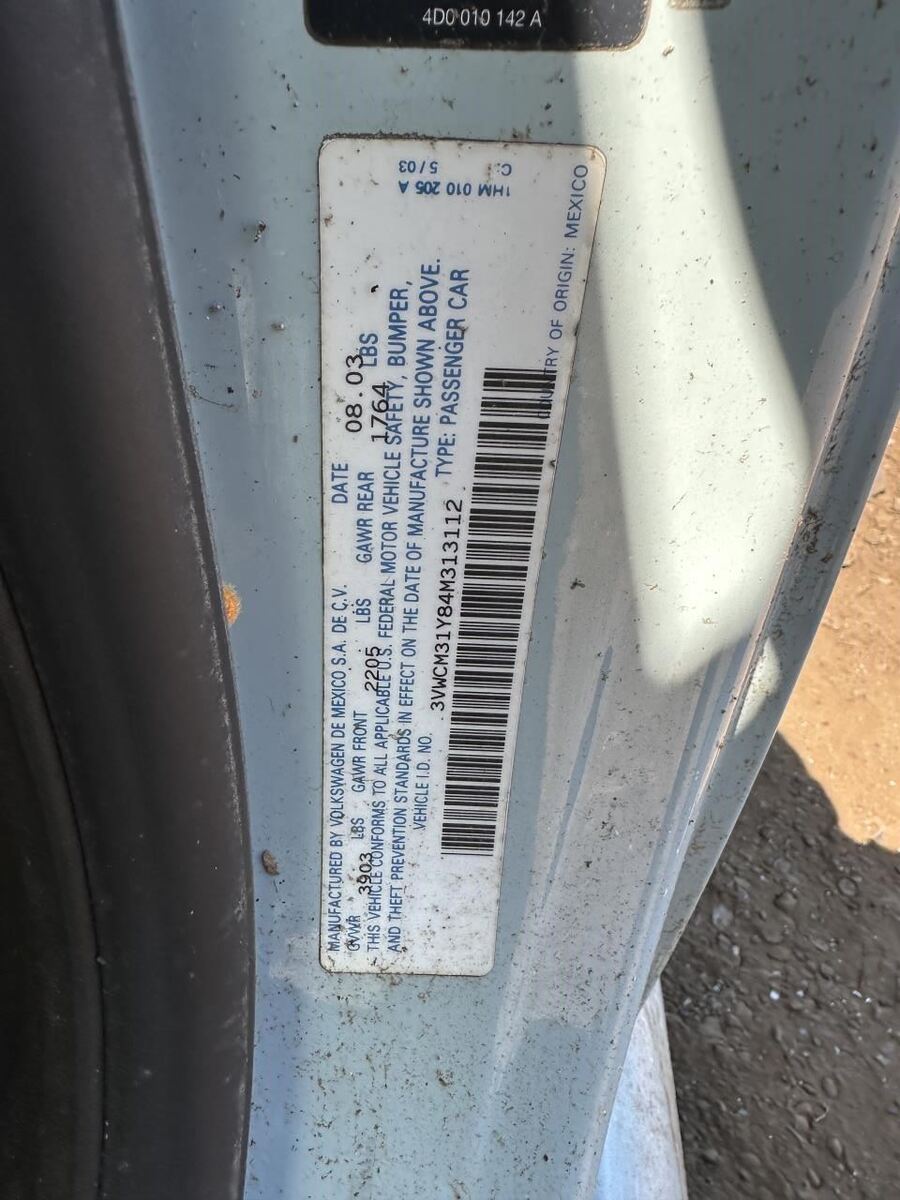 4D0 010 142 A
1HM 010 205 A
5/03
MANUFACTURED BY VOLKSWAGEN DE MEXICO S.A. DE C.V. DATE 08.03
GVWR 3903 LBS GAWR FRONT 2205 LBS GAWR REAR 1764 LBS
THIS VEHICLE CONFORMS TO ALL APPLICABLE U.S. FEDERAL MOTOR VEHICLE SAFETY, BUMPER,
AND THEFT PREVENTION STANDARDS IN EFFECT ON THE DATE OF MANUFACTURE SHOWN ABOVE.
VEHICLE I.D. NO. 3VWCM31Y84M313112 TYPE: PASSENGER CAR
COUNTRY OF ORIGIN: MEXICO